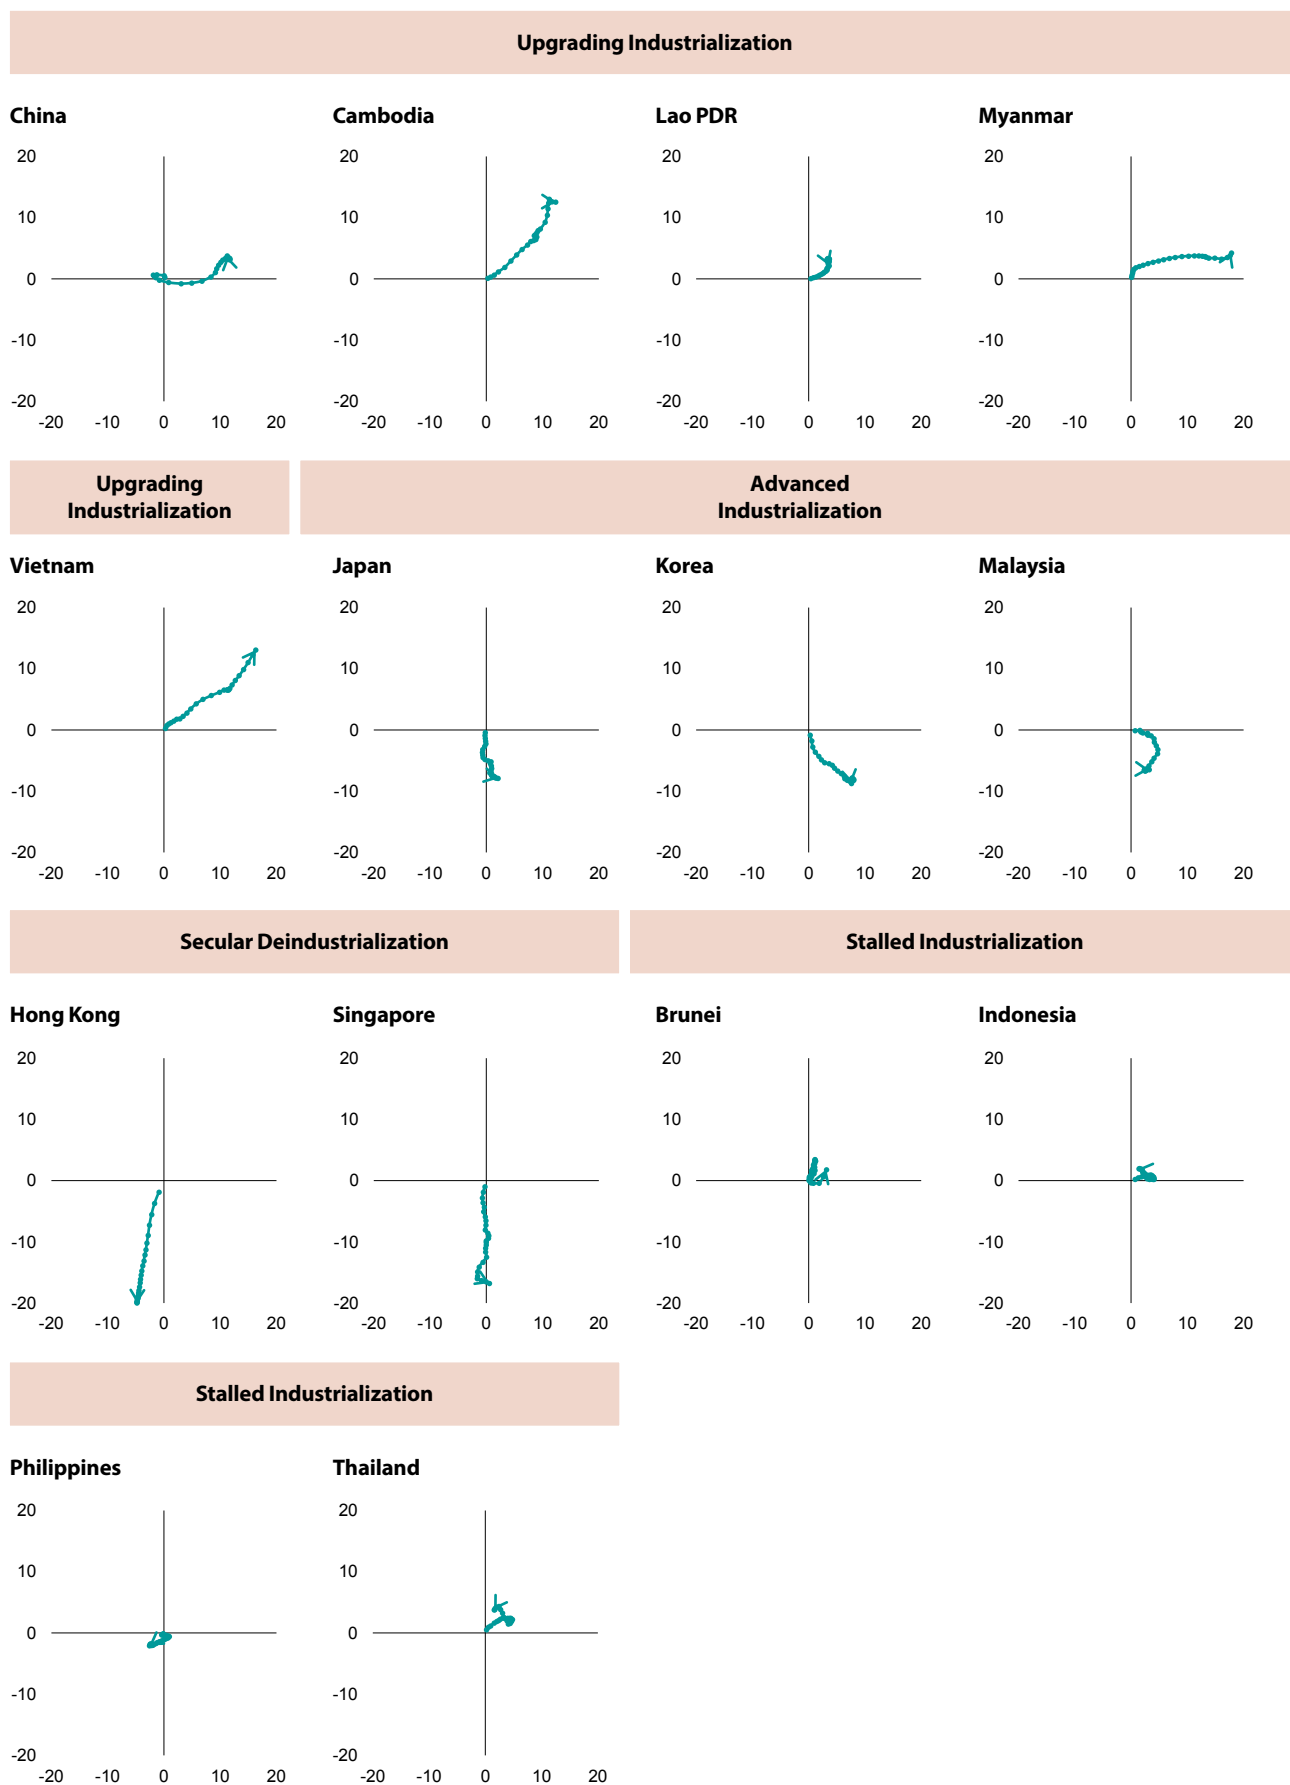 Upgrading Industrialization
China
Cambodia
Lao PDR
Myanmar
20
20
20
20
10
10
10
10
0
0
0
0
-10
-10
-10
-10
-20
-20
-20
-20
-20 -10 0 10 20
-20 -10 0 10 20
-20 -10 0 10 20
-20 -10 0 10 20
Upgrading
Industrialization
Advanced
Industrialization
Vietnam
Japan
Korea
Malaysia
20
20
20
20
10
10
10
10
0
0
0
0
-10
-10
-10
-10
-20
-20
-20
-20
-20 -10 0 10 20
-20 -10 0 10 20
-20 -10 0 10 20
-20 -10 0 10 20
Secular Deindustrialization
Stalled Industrialization
Hong Kong
Singapore
Brunei
Indonesia
20
20
20
20
10
10
10
10
0
0
0
0
-10
-10
-10
-10
-20
-20
-20
-20
-20 -10 0 10 20
-20 -10 0 10 20
-20 -10 0 10 20
-20 -10 0 10 20
Stalled Industrialization
Philippines
Thailand
20
20
10
10
0
0
-10
-10
-20
-20
-20 -10 0 10 20
-20 -10 0 10 20